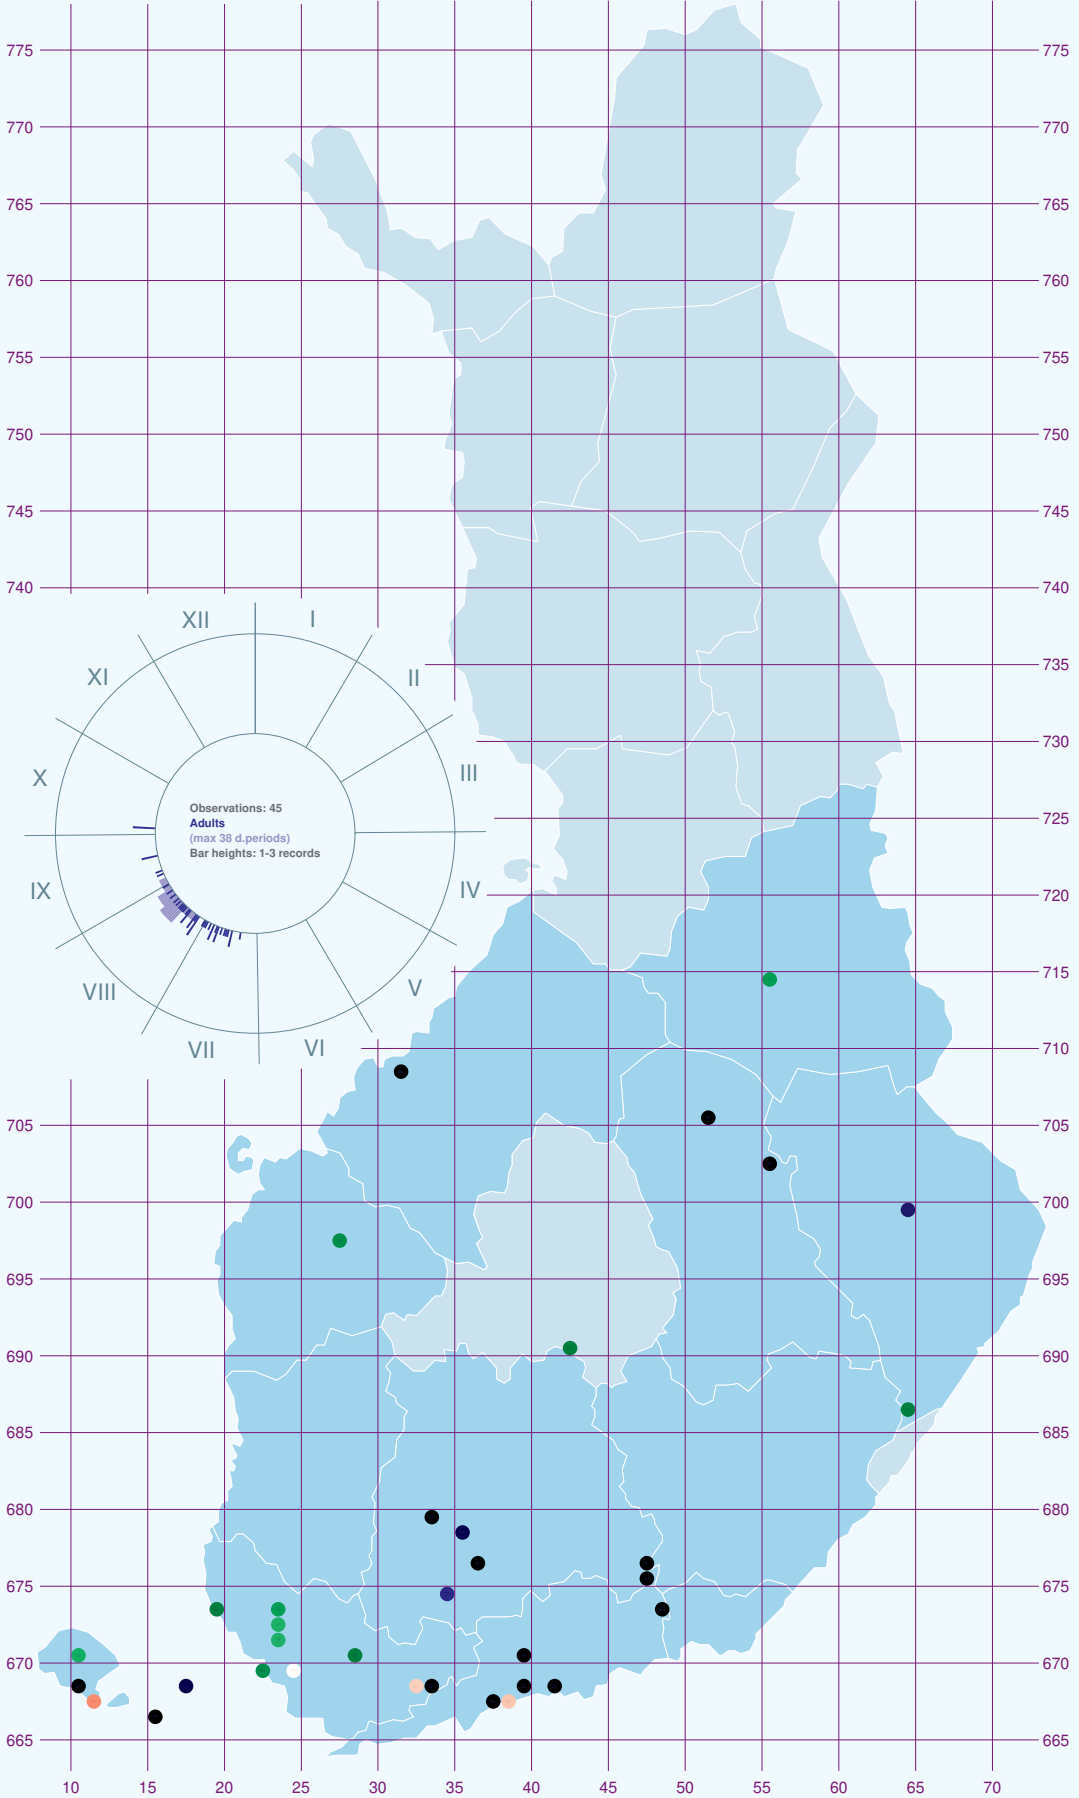 775 775
770 770
765 765
760 760
755 755
750 750
745 745
740 740
XII I
735
XI II
730
X III
Observations: 45
Adults
(max 38 d.periods)
Bar heights: 1-3 records
725
IX IV
720
VIII V
715
VII VI
710
705 705
700 700
695 695
690 690
685 685
680 680
675 675
670 670
665 665
10 15 20 25 30 35 40 45 50 55 60 65 70